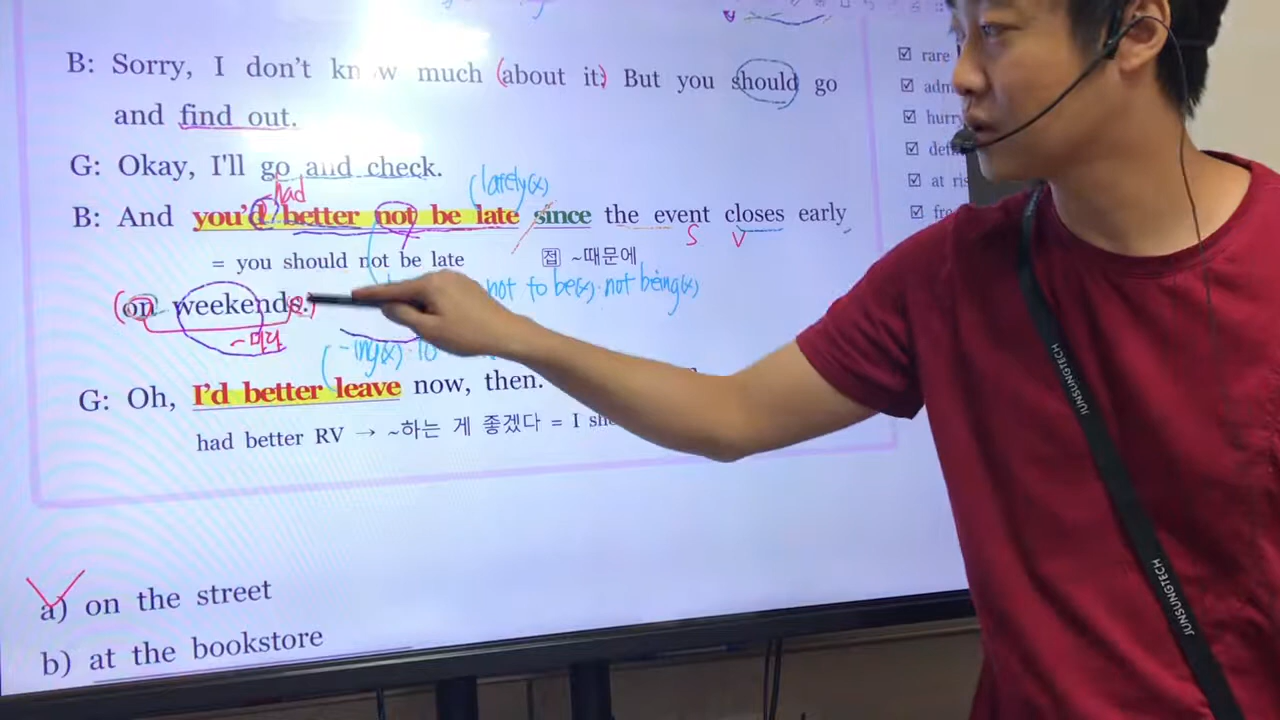 B: Sorry, I don't know much (about it) But you should go
and find out.
G: Okay, I'll go and check.
had
(lately(x)
B: And you'd better not be late since the event closes early
S V
= you should not be late 접 ~때문에
not to be(x)· not being(x)
(on weekends.)
~마다
-ing(x)· to
G: Oh, I'd better leave now, then.
had better RV → ~하는 게 좋겠다 = I
a) on the street
b) at the bookstore
☑ rare
☑
☑ hurry
☑
☑ at
☑
JUNSUNGTECH
JUNSUNGTECH